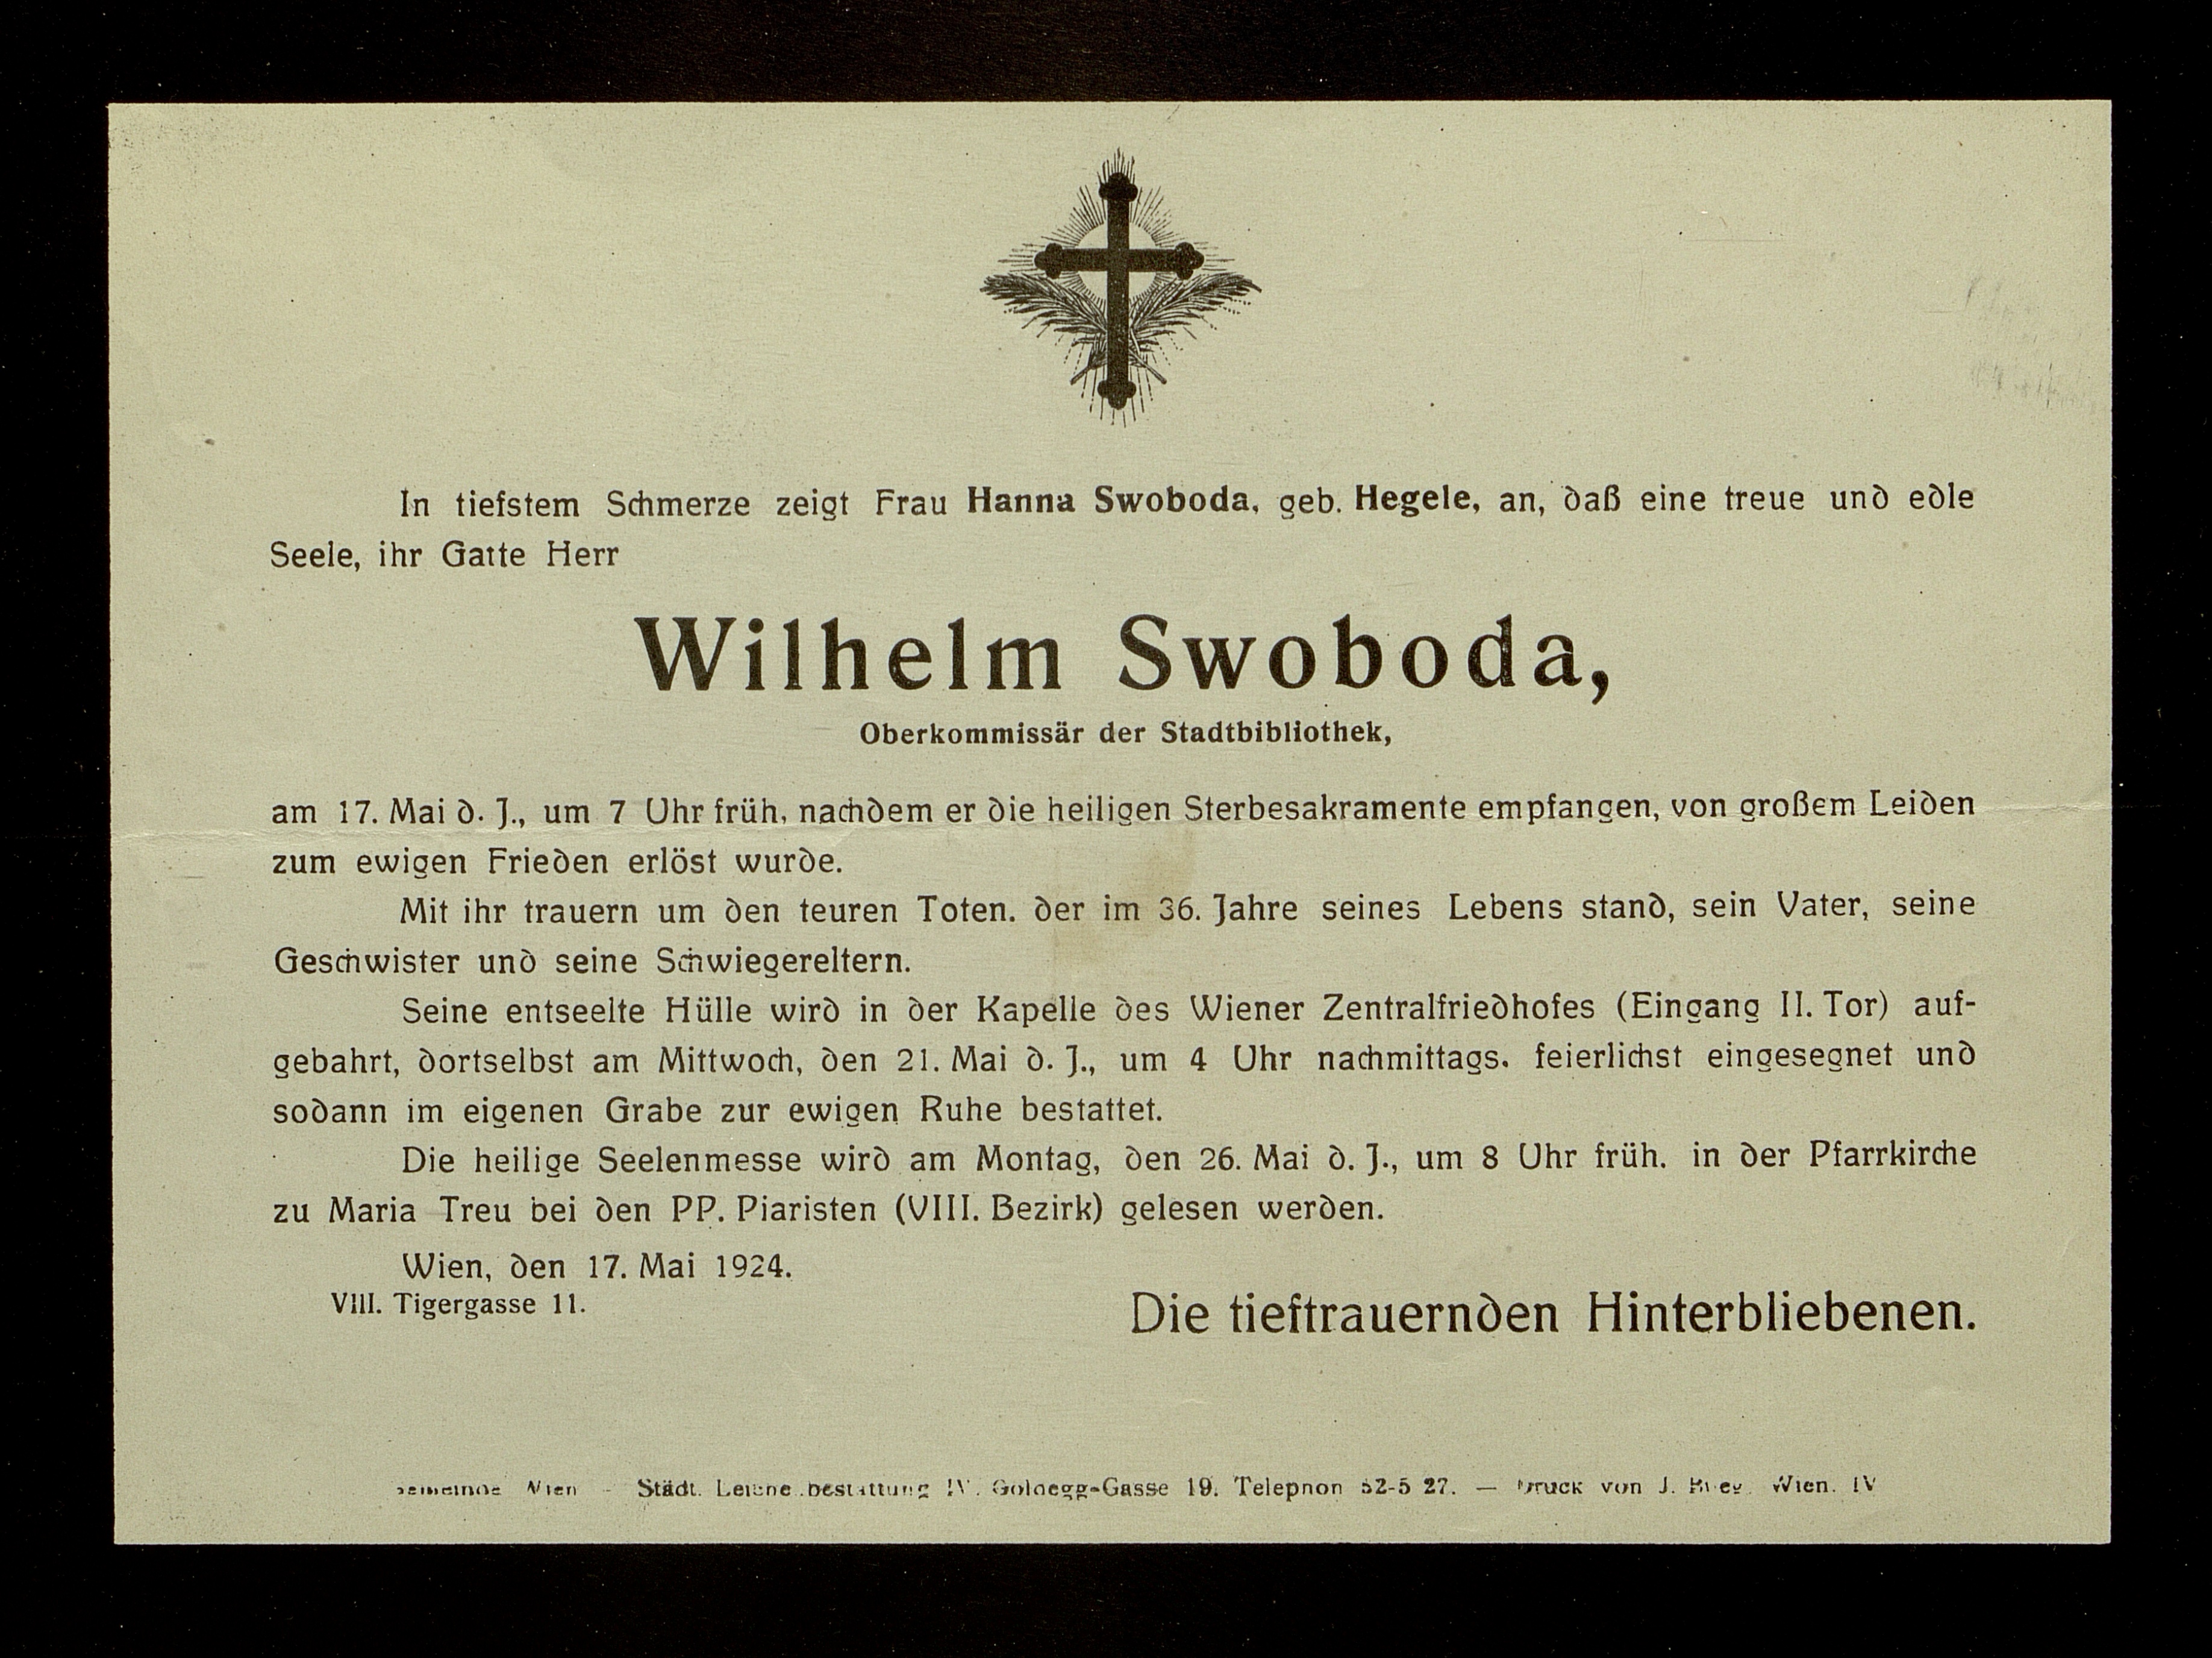 In tiefstem Schmerze zeigt Frau Hanna Swoboda, geb. Hegele, an, daß eine treue und edle
Seele, ihr Gatte Herr
Wilhelm Swoboda,
Oberkommissär der Stadtbibliothek,
am 17. Mai d. J., um 7 Uhr früh, nachdem er die heiligen Sterbesakramente empfangen, von großem Leiden
zum ewigen Frieden erlöst wurde.
Mit ihr trauern um den teuren Toten. der im 36. Jahre seines Lebens stand, sein Vater, seine
Geschwister und seine Schwiegereltern.
Seine entseelte Hülle wird in der Kapelle des Wiener Zentralfriedhofes (Eingang II. Tor) auf-
gebahrt, dortselbst am Mittwoch, den 21. Mai d. J., um 4 Uhr nachmittags. feierlichst eingesegnet und
sodann im eigenen Grabe zur ewigen Ruhe bestattet.
Die heilige Seelenmesse wird am Montag, den 26. Mai d. J., um 8 Uhr früh. in der Pfarrkirche
zu Maria Treu bei den PP. Piaristen (VIII. Bezirk) gelesen werden.
Wien, den 17. Mai 1924.
VIII. Tigergasse 11.
Die tieftrauernden Hinterbliebenen.
Gemeinde Wien - Städt. Leichenbestattung IV. Goldegg-Gasse 19. Telephon 52-5-27. — Druck von J. Wien. IV